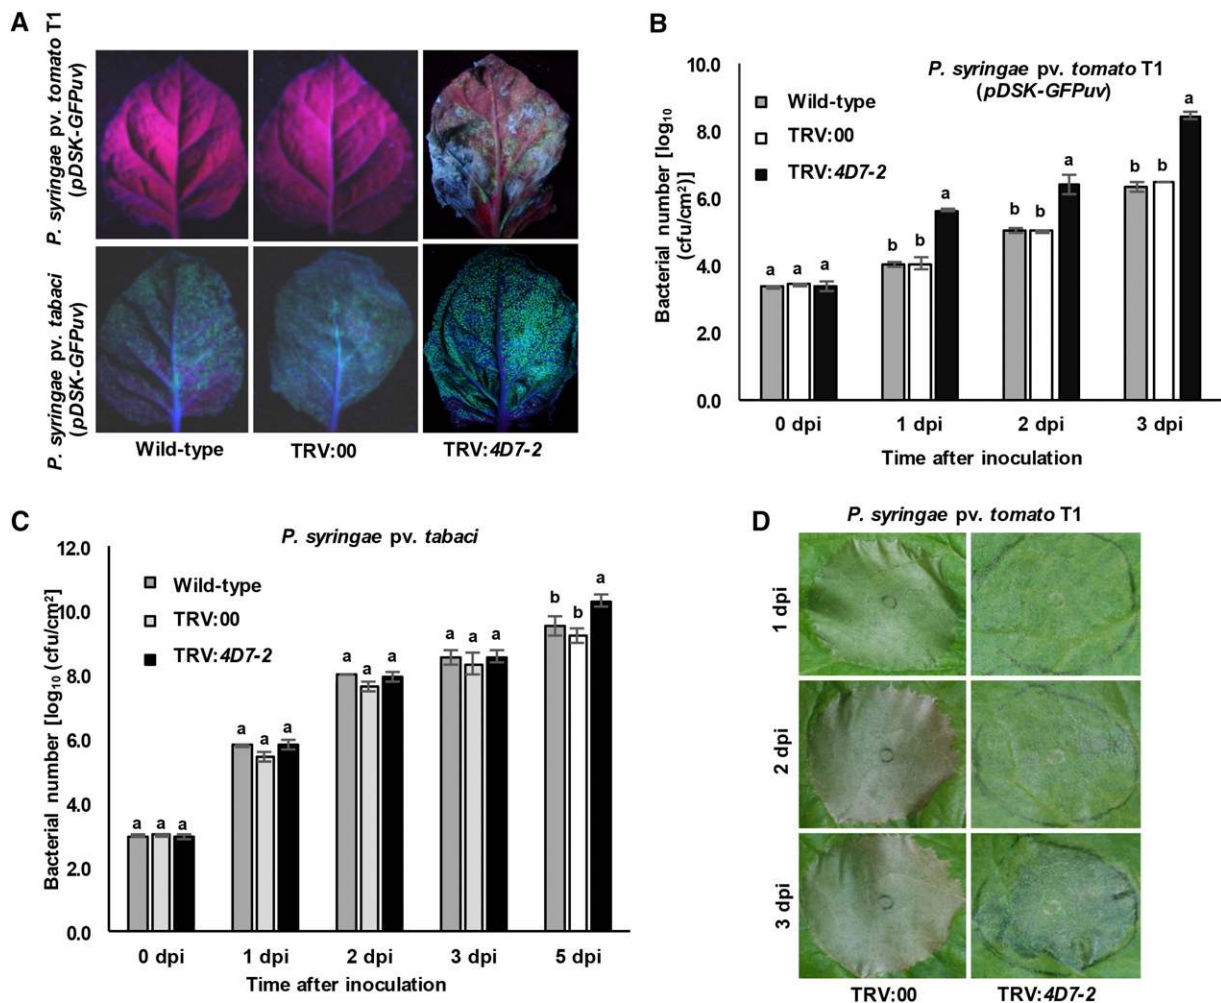 A
P. syringae pv. tomato T1
(pDSK-GFPuv)
P. syringae pv. tabaci
(pDSK-GFPuv)
Wild-type TRV:00 TRV:4D7-2
B
P. syringae pv. tomato T1
(pDSK-GFPuv)
Bacterial number [log₁₀
(cfu/cm²)]
10.0
8.0
6.0
4.0
2.0
0.0
Wild-type
TRV:00
TRV:4D7-2
a a a
b b a
b b a
b b a
0 dpi 1 dpi 2 dpi 3 dpi
Time after inoculation
C
P. syringae pv. tabaci
Bacterial number [log₁₀ (cfu/cm²]
12.0
10.0
8.0
6.0
4.0
2.0
0.0
Wild-type
TRV:00
TRV:4D7-2
a a a
a a a
a a a
a a a
b b a
0 dpi 1 dpi 2 dpi 3 dpi 5 dpi
Time after inoculation
D
P. syringae pv. tomato T1
1 dpi
2 dpi
3 dpi
TRV:00 TRV:4D7-2